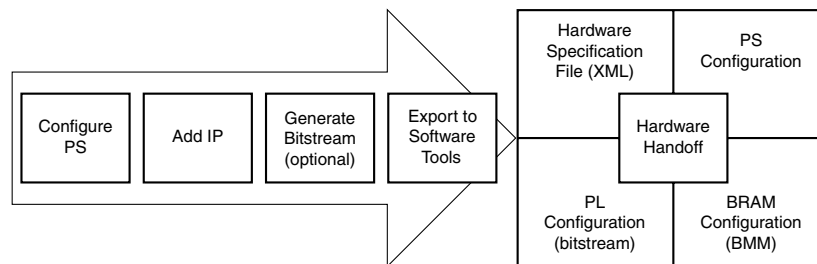 Configure
PS
Add IP
Generate
Bitstream
(optional)
Export to
Software
Tools
Hardware
Specification
File (XML)
PS
Configuration
Hardware
Handoff
PL
Configuration
(bitstream)
BRAM
Configuration
(BMM)